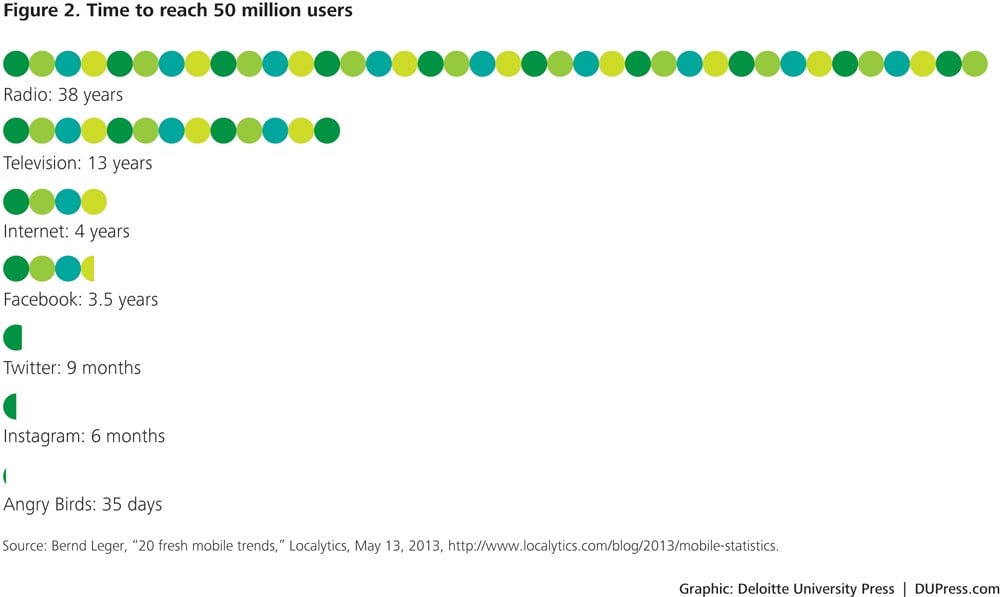 Figure 2. Time to reach 50 million users
Radio: 38 years
Television: 13 years
Internet: 4 years
Facebook: 3.5 years
Twitter: 9 months
Instagram: 6 months
Angry Birds: 35 days
Source: Bernd Leger, “20 fresh mobile trends,” Localytics, May 13, 2013, http://www.localytics.com/blog/2013/mobile-statistics.
Graphic: Deloitte University Press | DUPress.com